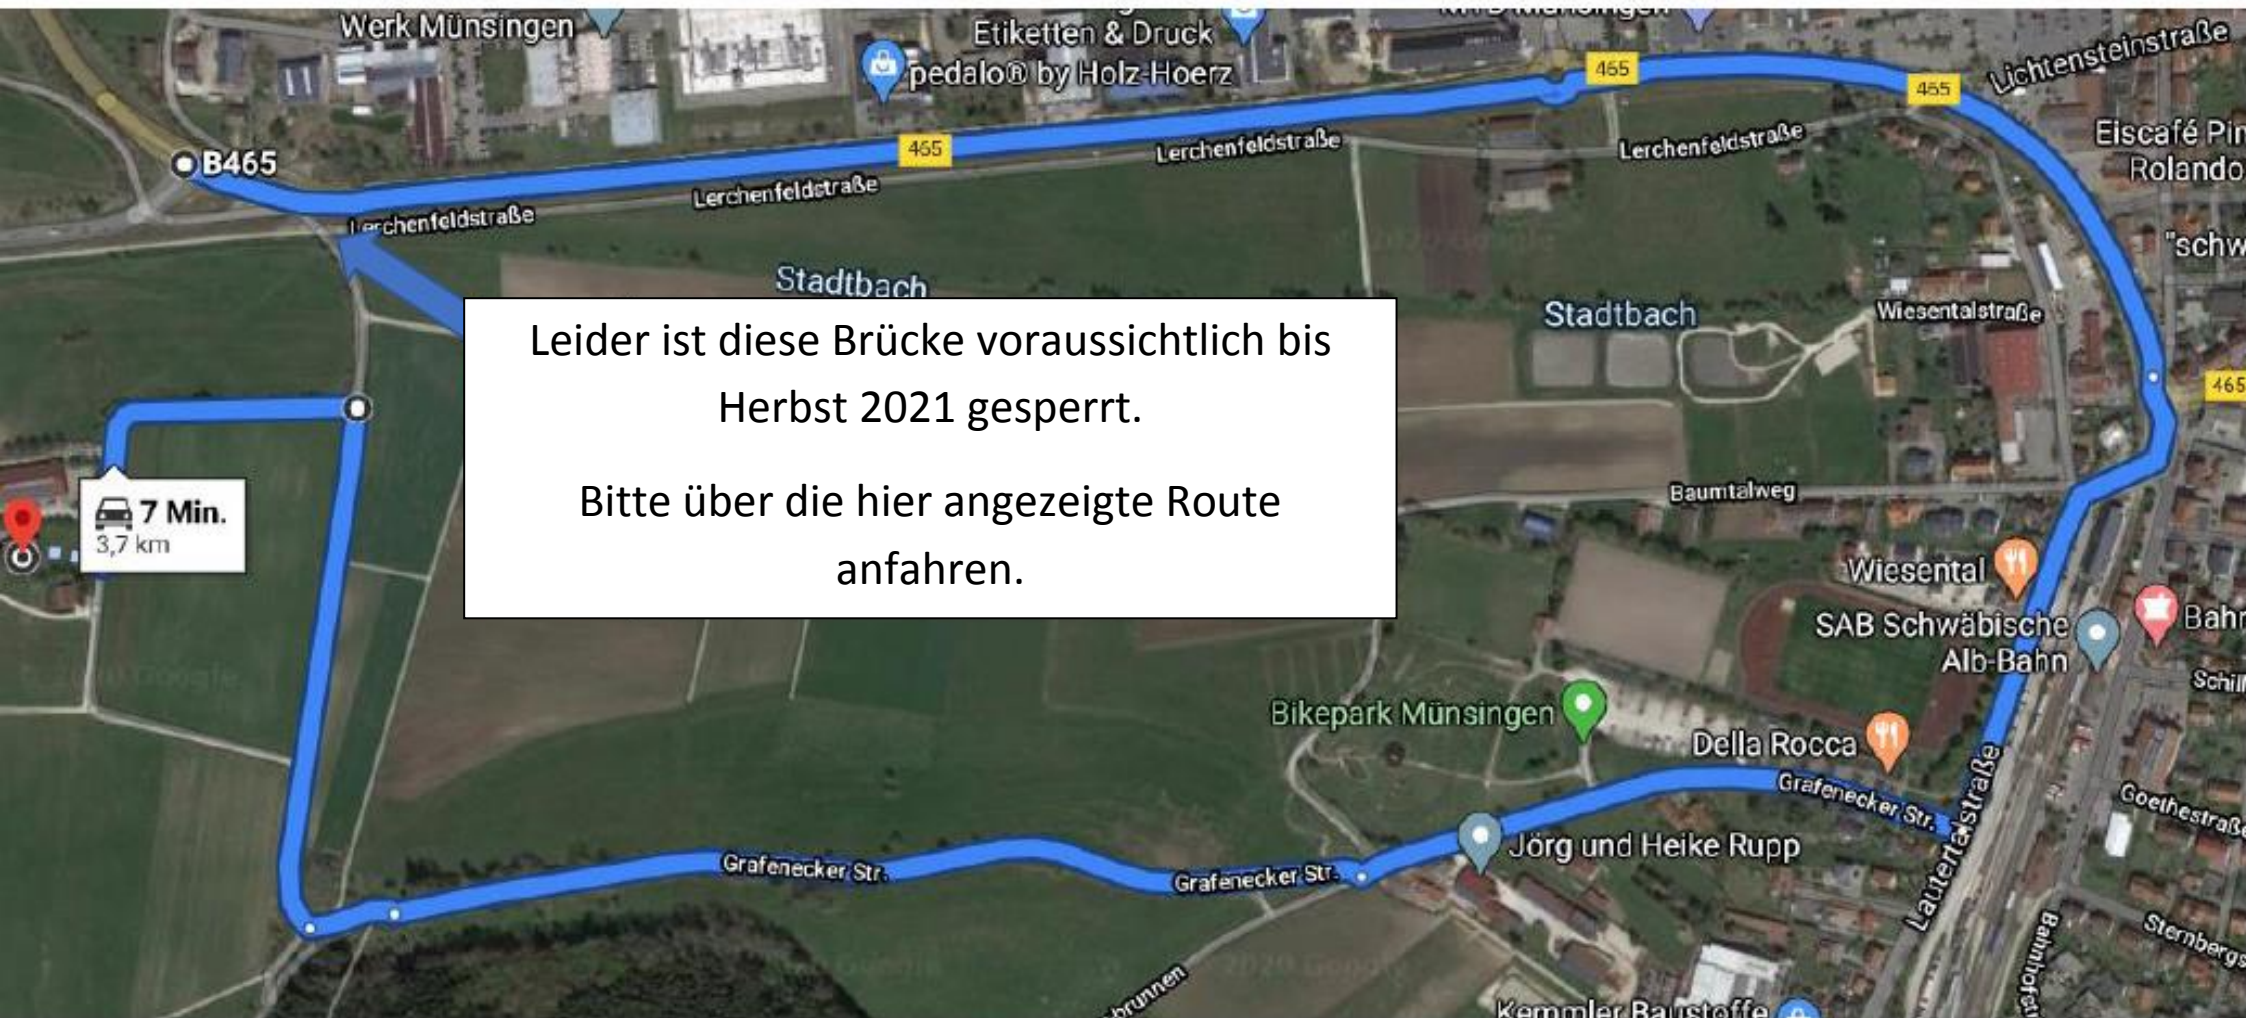 Werk Münsingen
Etiketten & Druck
pedalo® by Holz-Hoerz
465
465
Lichtensteinstraße
B465
465
Lerchenfeldstraße
Lerchenfeldstraße
Eiscafé
Rolando
Lerchenfeldstraße
Lerchenfeldstraße
Stadtbach
Stadtbach
Wiesentalstraße
465
Leider ist diese Brücke voraussichtlich bis
Herbst 2021 gesperrt.
Bitte über die hier angezeigte Route
anfahren.
7 Min.
3,7 km
Baumtalweg
Wiesental
SAB Schwäbische
Alb-Bahn
Bikepark Münsingen
Della Rocca
Grafenecker Str.
Lautertalstraße
Goethestraße
Jörg und Heike Rupp
Grafenecker Str.
Grafenecker Str.
Kemmler Baustoffe